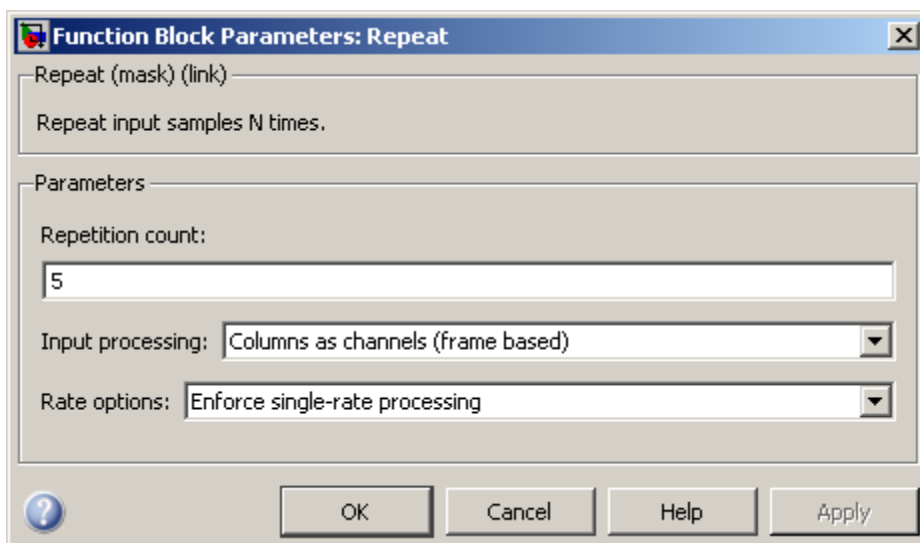 Function Block Parameters: Repeat
Repeat (mask) (link)
Repeat input samples N times.
Parameters
Repetition count:
5
Input processing: Columns as channels (frame based)
Rate options: Enforce single-rate processing
OK Cancel Help Apply